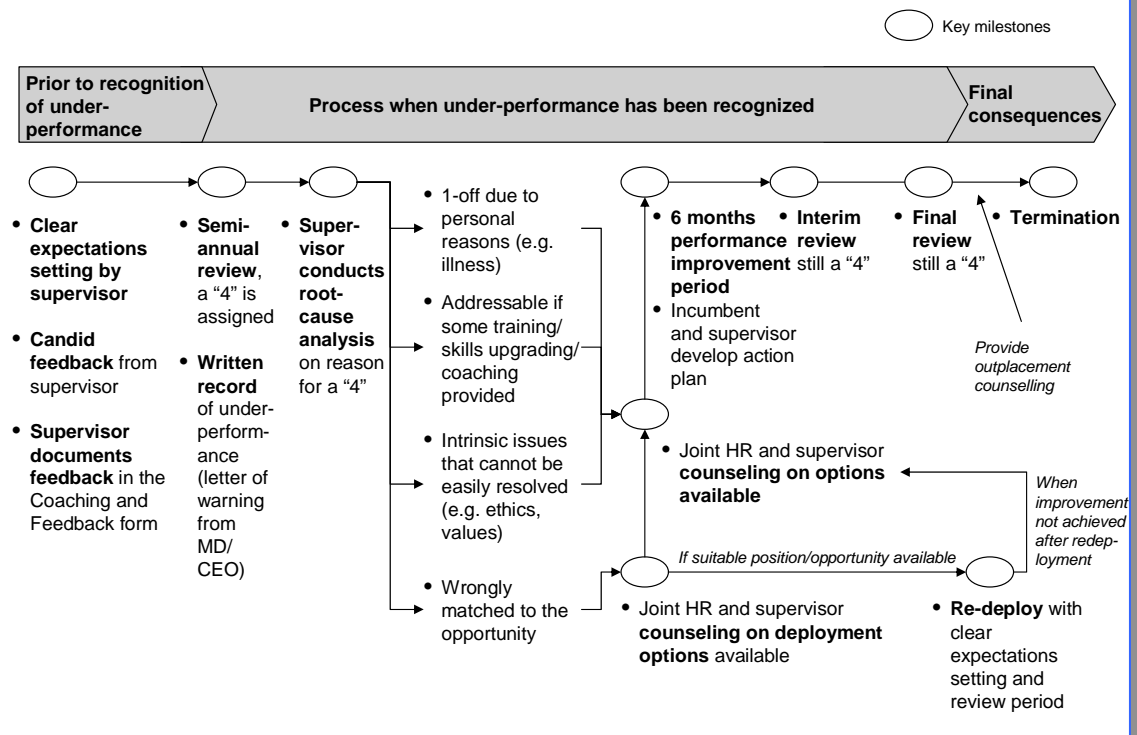 Key milestones
Prior to recognition
of under-
performance
Process when under-performance has been recognized
Final
consequences
• Clear
expectations
setting by
supervisor
• Candid
feedback from
supervisor
• Supervisor
documents
feedback in the
Coaching and
Feedback form
• Semi-
annual
review,
a “4” is
assigned
• Written
record
of under-
perform-
ance
(letter of
warning
from
MD/
CEO)
• Super-
visor
conducts
root-
cause
analysis
on reason
for a “4”
• 1-off due to
personal
reasons (e.g.
illness)
• Addressable if
some training/
skills upgrading/
coaching
provided
• Intrinsic issues
that cannot be
easily resolved
(e.g. ethics,
values)
• Wrongly
matched to the
opportunity
• 6 months
performance
improvement
period
• Incumbent
and supervisor
develop action
plan
• Interim
review
still a “4”
• Final
review
still a “4”
• Termination
Provide
outplacement
counselling
• Joint HR and supervisor
counseling on options
available
When
improvement
not achieved
after redep-
loyment
If suitable position/opportunity available
• Joint HR and supervisor
counseling on deployment
options available
• Re-deploy with
clear
expectations
setting and
review period